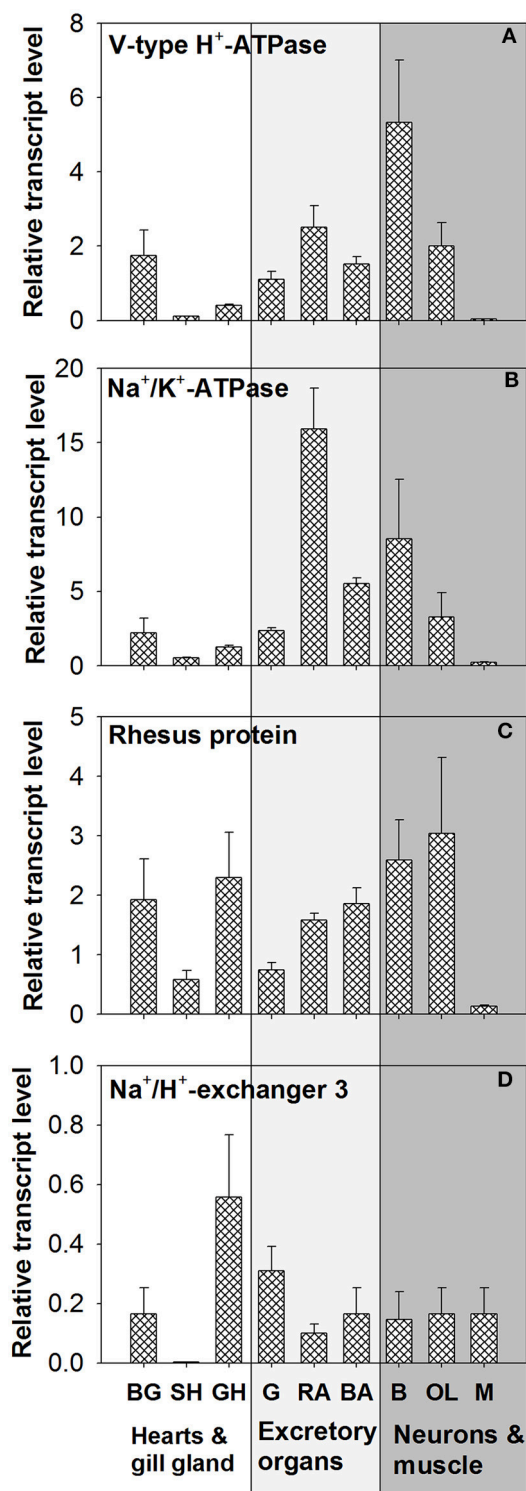 V-type H⁺-ATPase
A
Relative transcript level
8
6
4
2
0
Na⁺/K⁺-ATPase
B
Relative transcript level
20
15
10
5
0
Rhesus protein
C
Relative transcript level
5
4
3
2
1
0
Na⁺/H⁺-exchanger 3
D
Relative transcript level
1.0
0.8
0.6
0.4
0.2
0.0
BG SH GH G RA BA B OL M
Hearts &
gill gland
Excretory
organs
Neurons &
muscle